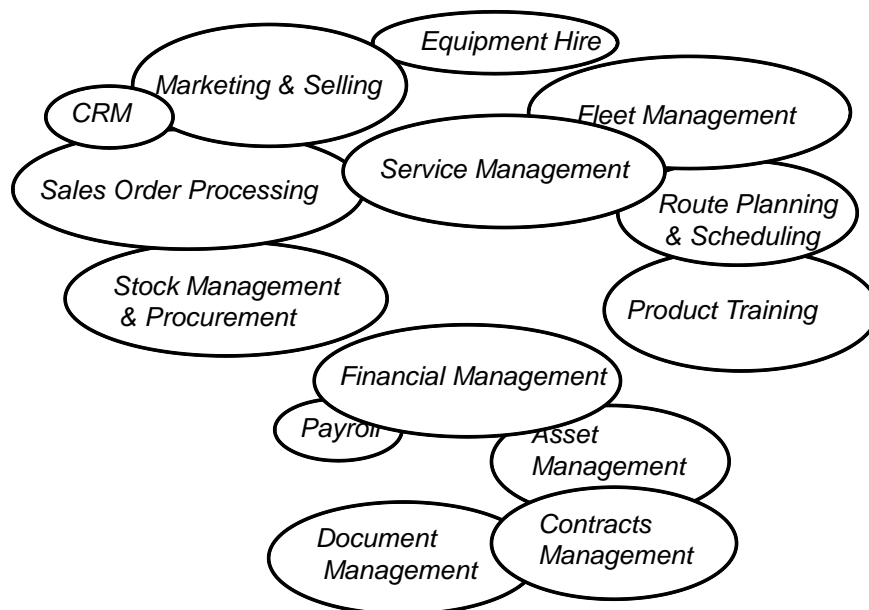 Equipment Hire
Marketing & Selling
CRM
Fleet Management
Service Management
Sales Order Processing
Route Planning
& Scheduling
Stock Management
& Procurement
Product Training
Financial Management
Payroll
Asset
Management
Contracts
Management
Document
Management